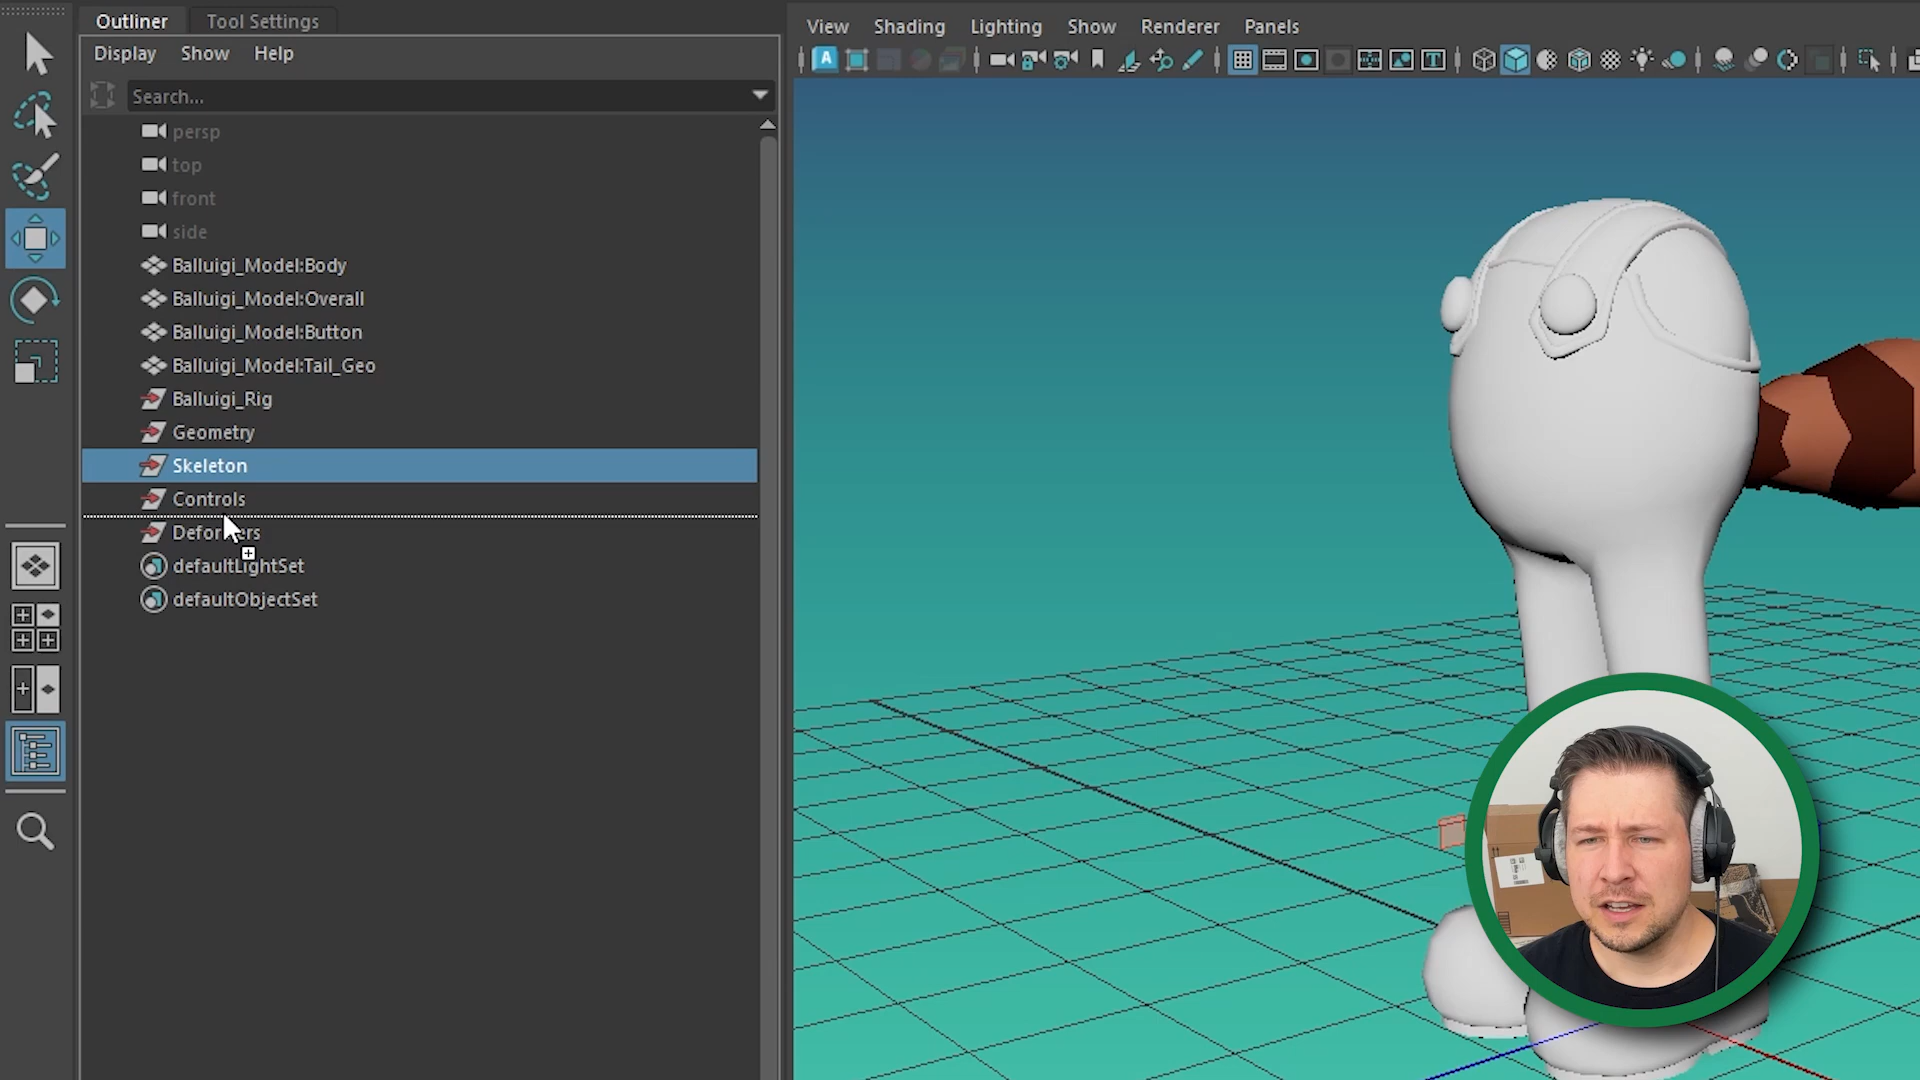 Outliner Tool Settings
Display Show Help
Search...
persp
top
front
side
Balluigi_Model:Body
Balluigi_Model:Overall
Balluigi_Model:Button
Balluigi_Model:Tail_Geo
Balluigi_Rig
Geometry
Skeleton
Controls
Deformers
defaultLightSet
defaultObjectSet
View Shading Lighting Show Renderer Panels
A T